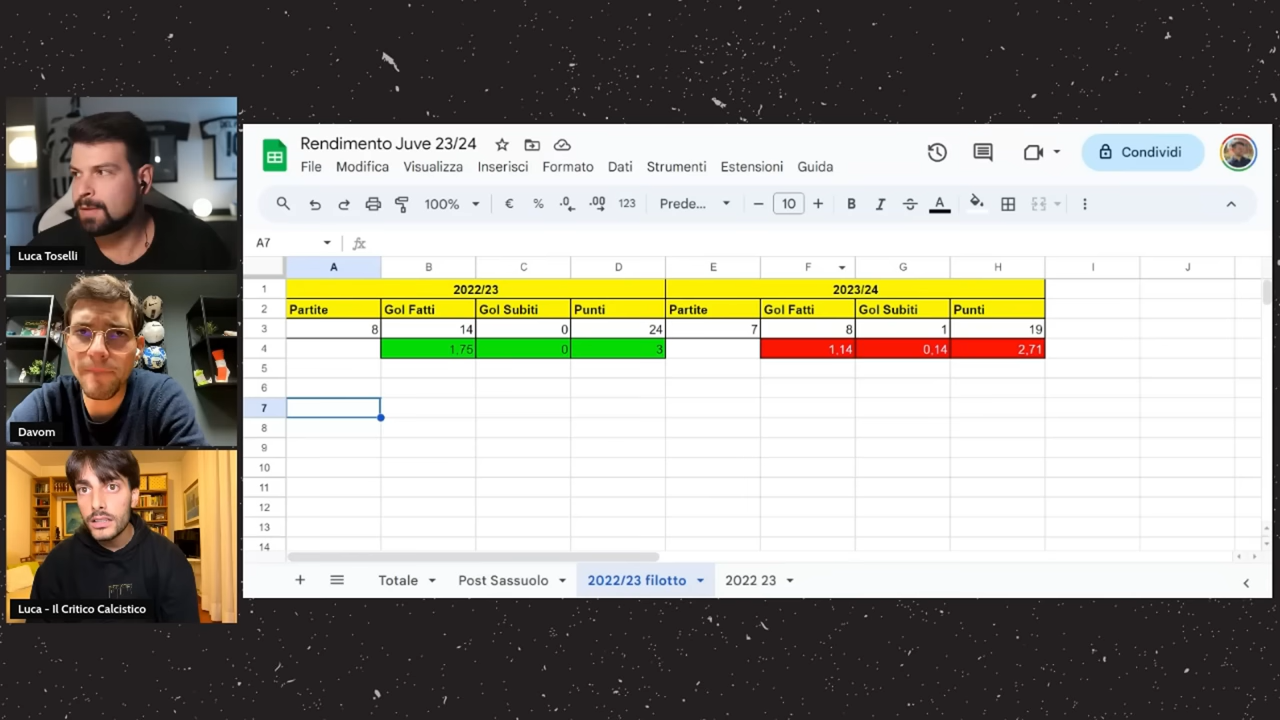 Luca Toselli
Davom
Luca - Il Critico Calcistico
Rendimento Juve 23/24
File Modifica Visualizza Inserisci Formato Dati Strumenti Estensioni Guida
Condividi
100% € % .0 .00 123 Prede... 10 B I S A
A7 fx
A B C D E F G H I J
1 2022/23 2023/24
2 Partite Gol Fatti Gol Subiti Punti Partite Gol Fatti Gol Subiti Punti
3 8 14 0 24 7 8 1 19
4 1,75 0 3 1,14 0,14 2,71
5
6
7
8
9
10
11
12
13
14
Totale Post Sassuolo 2022/23 filotto 2022 23